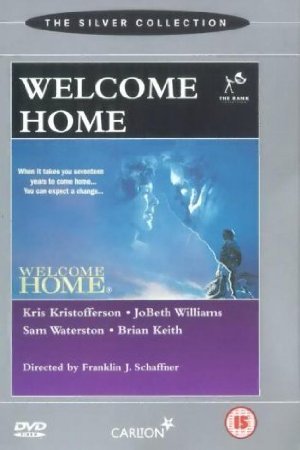 THE SILVER COLLECTION
WELCOME
HOME
THE RANK
When it takes you seventeen
years to come home...
You can expect a change...
WELCOME
HOME®
Kris Kristofferson • JoBeth Williams
Sam Waterston • Brian Keith
Directed by Franklin J. Schaffner
DVD
VIDEO
CARLTON
15